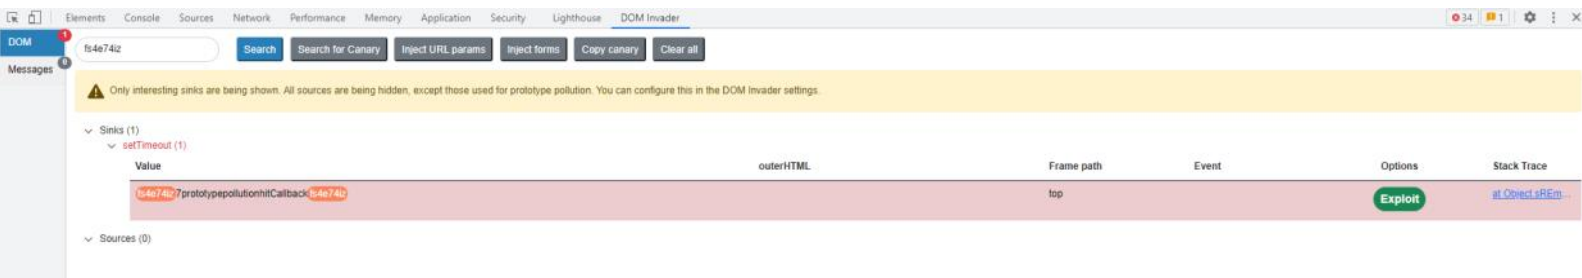 Elements Console Sources Network Performance Memory Application Security Lighthouse DOM Invader 34 1
DOM 1 fs4e74iz Search Search for Canary Inject URL params Inject forms Copy canary Clear all
Messages 0
Only interesting sinks are being shown. All sources are being hidden, except those used for prototype pollution. You can configure this in the DOM Invader settings.
Sinks (1)
setTimeout (1)
Value outerHTML Frame path Event Options Stack Trace
fs4e74iz7prototypepollutionhitCallbackfs4e74iz top Exploit at Object.sREm...
Sources (0)